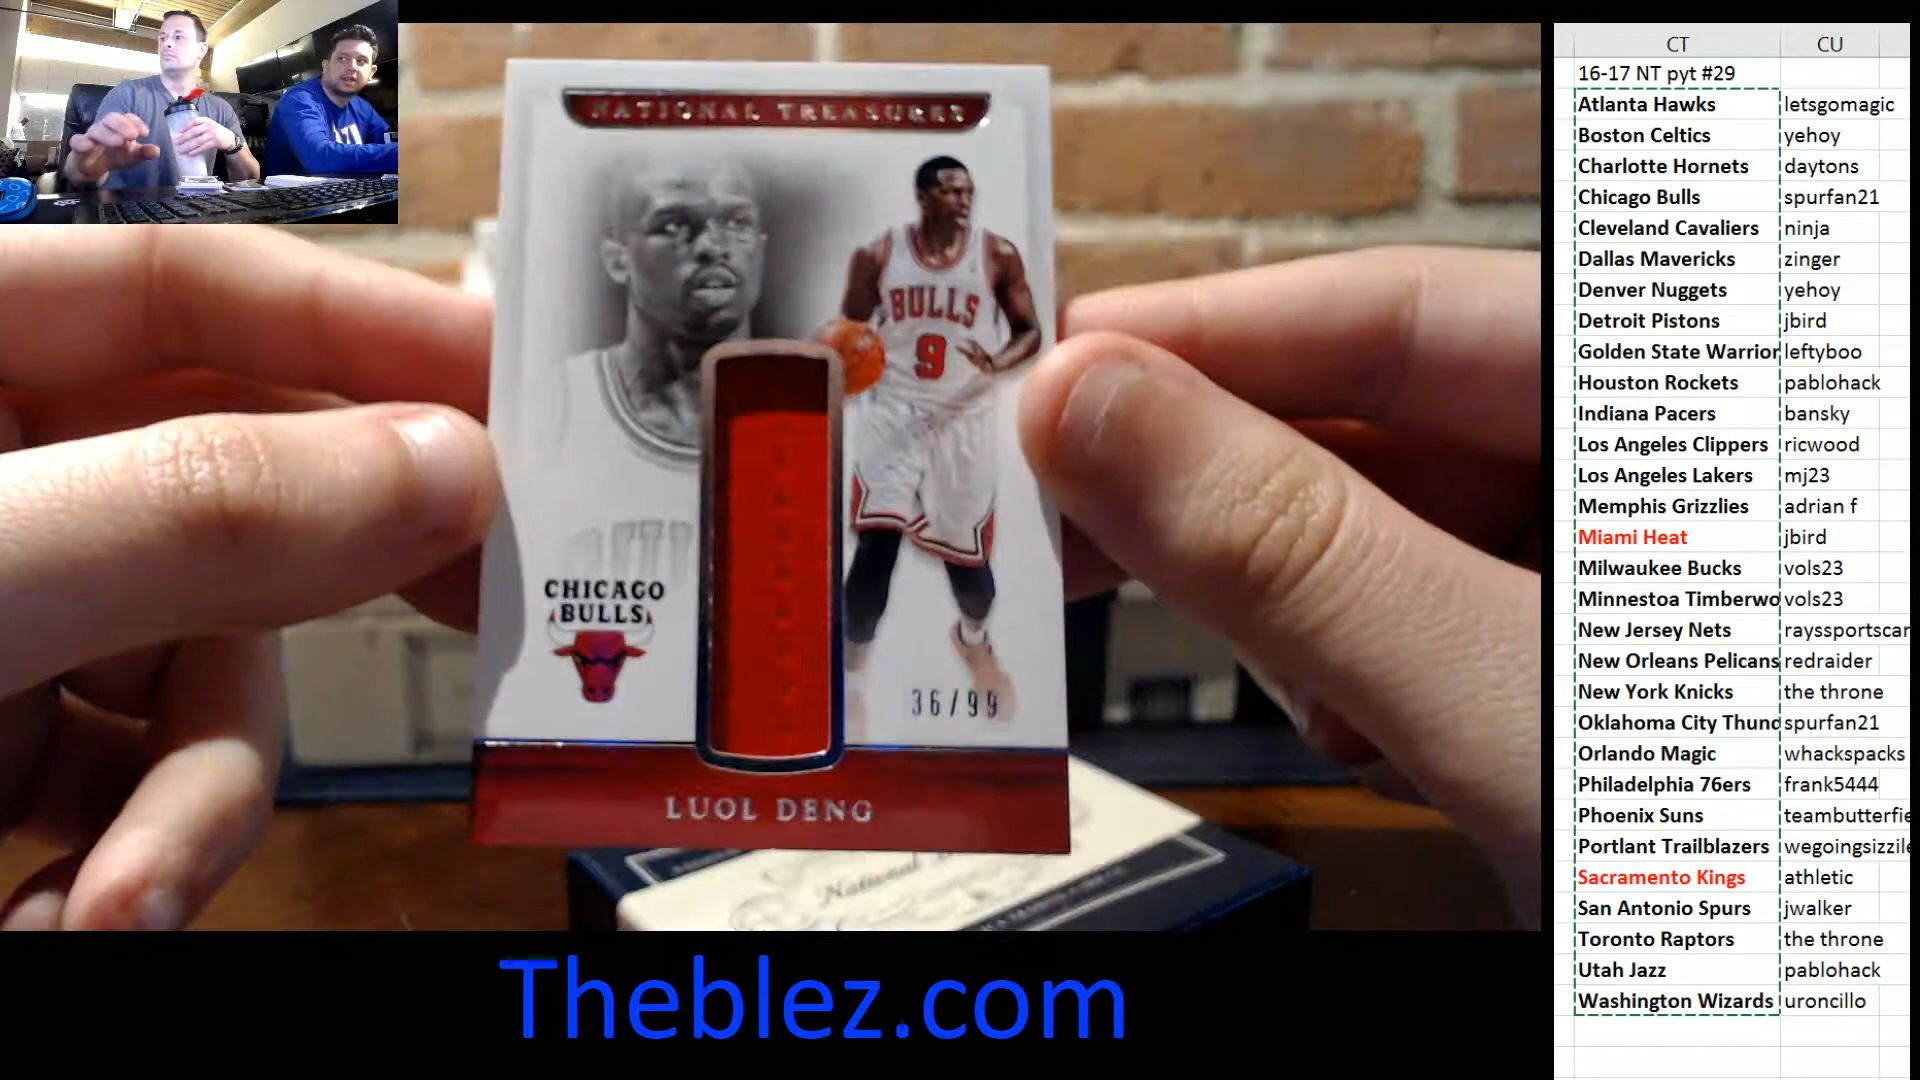 NATIONAL TREASURES
BULLS
9
CHICAGO
BULLS
36/99
LUOL DENG
National
Theblez.com
CT CU
16-17 NT pyt #29
Atlanta Hawks letsgomagic
Boston Celtics yehoy
Charlotte Hornets daytons
Chicago Bulls spurfan21
Cleveland Cavaliers ninja
Dallas Mavericks zinger
Denver Nuggets yehoy
Detroit Pistons jbird
Golden State Warrior leftyboo
Houston Rockets pablohack
Indiana Pacers bansky
Los Angeles Clippers ricwood
Los Angeles Lakers mj23
Memphis Grizzlies adrian f
Miami Heat jbird
Milwaukee Bucks vols23
Minnestoa Timberwo vols23
New Jersey Nets rayssportscar
New Orleans Pelicans redraider
New York Knicks the throne
Oklahoma City Thund spurfan21
Orlando Magic whackspacks
Philadelphia 76ers frank5444
Phoenix Suns teambutterfie
Portlant Trailblazers wegoingsizzile
Sacramento Kings athletic
San Antonio Spurs jwalker
Toronto Raptors the throne
Utah Jazz pablohack
Washington Wizards uroncillo